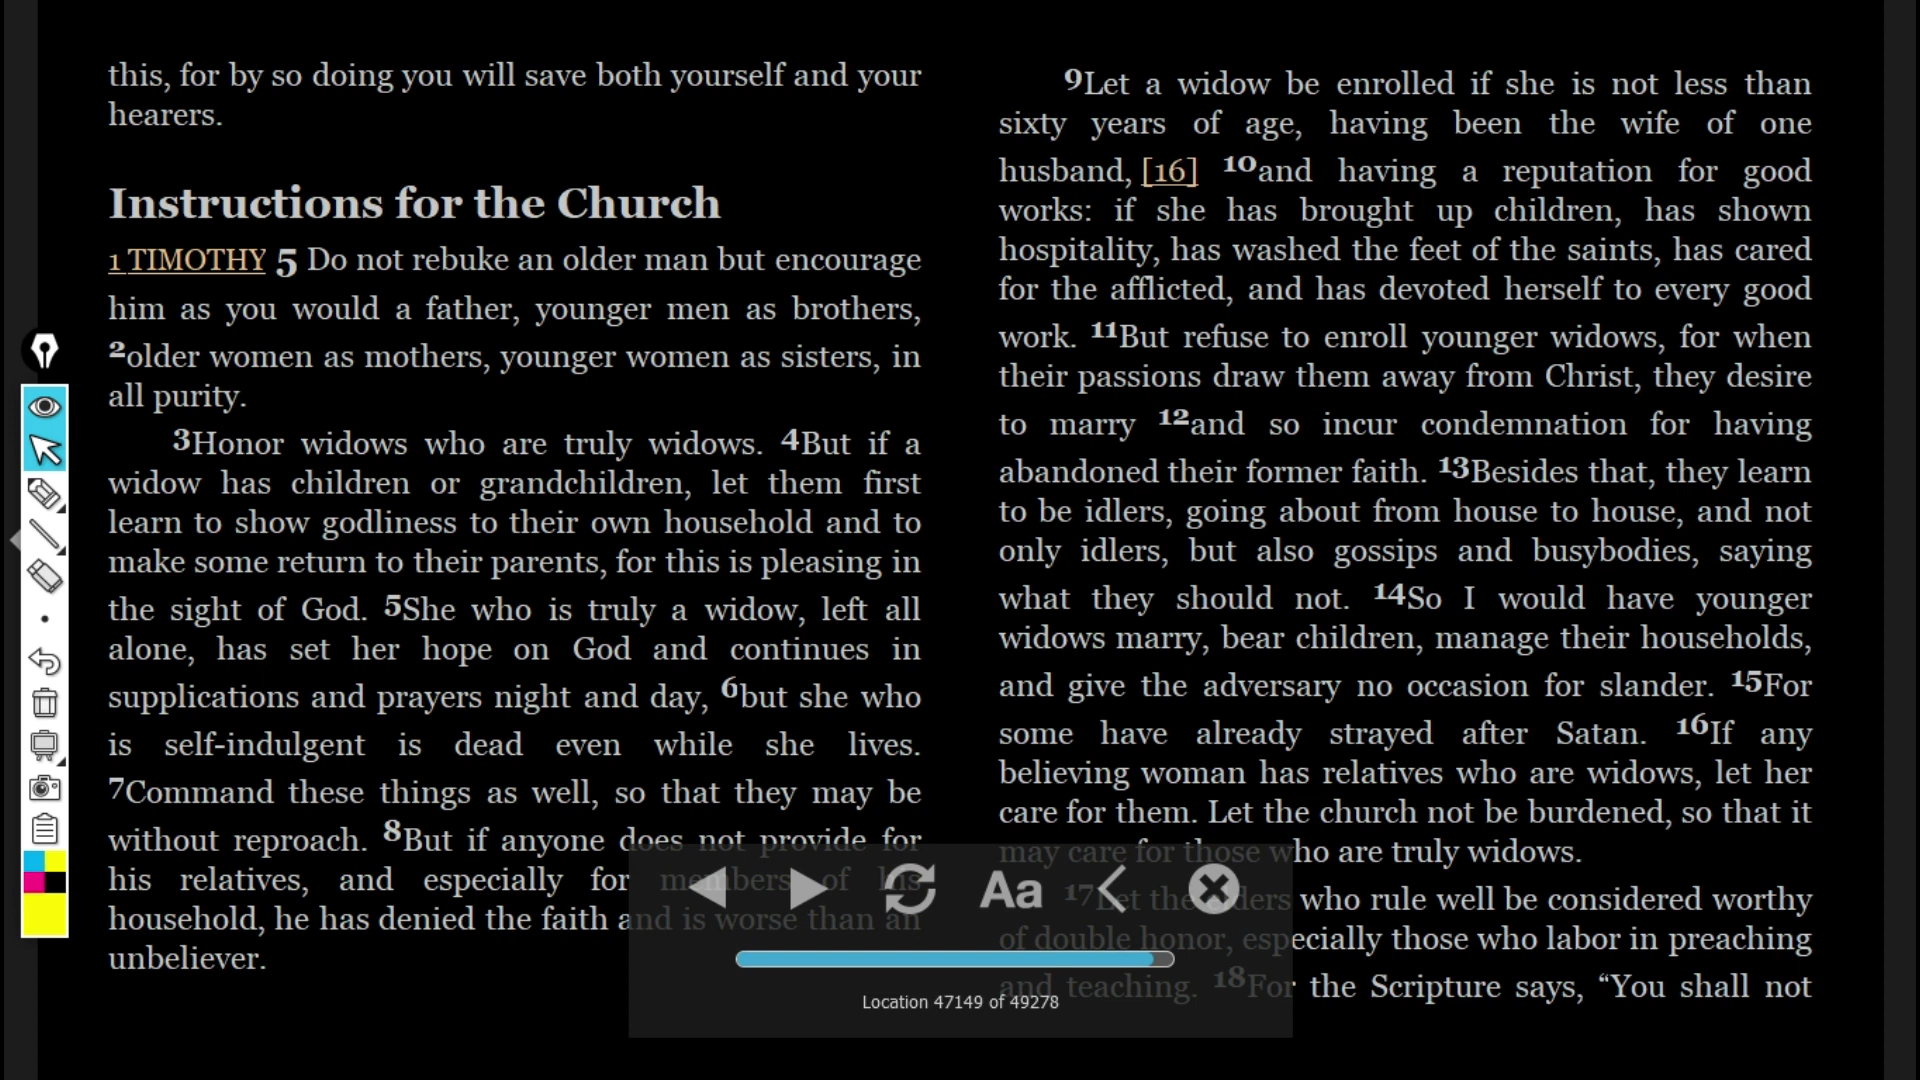 this, for by so doing you will save both yourself and your
hearers.
Instructions for the Church
1 TIMOTHY 5 Do not rebuke an older man but encourage
him as you would a father, younger men as brothers,
2older women as mothers, younger women as sisters, in
all purity.
3Honor widows who are truly widows. 4But if a
widow has children or grandchildren, let them first
learn to show godliness to their own household and to
make some return to their parents, for this is pleasing in
the sight of God. 5She who is truly a widow, left all
alone, has set her hope on God and continues in
supplications and prayers night and day, 6but she who
is self-indulgent is dead even while she lives.
7Command these things as well, so that they may be
without reproach. 8But if anyone does not provide for
his relatives, and especially for members of his
household, he has denied the faith and is worse than an
unbeliever.
9Let a widow be enrolled if she is not less than
sixty years of age, having been the wife of one
husband, [16] 10and having a reputation for good
works: if she has brought up children, has shown
hospitality, has washed the feet of the saints, has cared
for the afflicted, and has devoted herself to every good
work. 11But refuse to enroll younger widows, for when
their passions draw them away from Christ, they desire
to marry 12and so incur condemnation for having
abandoned their former faith. 13Besides that, they learn
to be idlers, going about from house to house, and not
only idlers, but also gossips and busybodies, saying
what they should not. 14So I would have younger
widows marry, bear children, manage their households,
and give the adversary no occasion for slander. 15For
some have already strayed after Satan. 16If any
believing woman has relatives who are widows, let her
care for them. Let the church not be burdened, so that it
may care for those who are truly widows.
17Let the elders who rule well be considered worthy
of double honor, especially those who labor in preaching
and teaching. 18For the Scripture says, “You shall not
Aa
Location 47149 of 49278